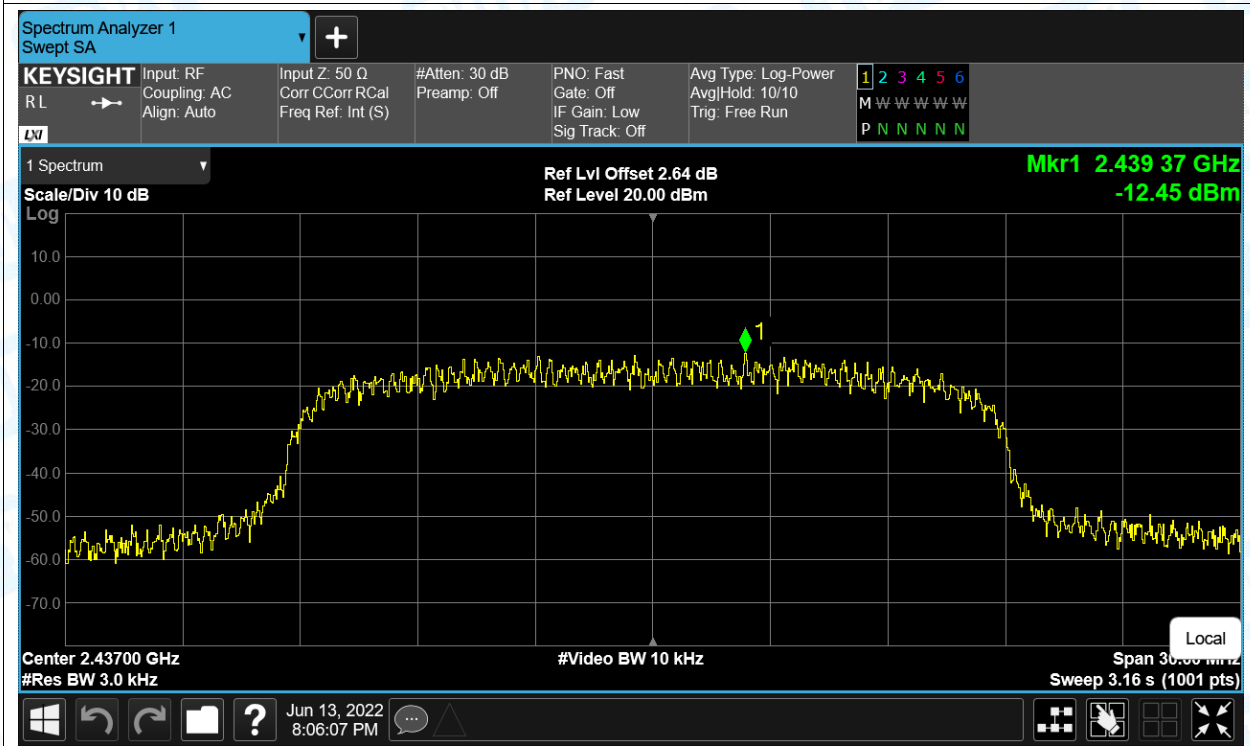 Spectrum Analyzer 1
Swept SA
KEYSIGHT
R L
LXI
Input: RF
Coupling: AC
Align: Auto
Input Z: 50 Ω
Corr CCorr RCal
Freq Ref: Int (S)
#Atten: 30 dB
Preamp: Off
PNO: Fast
Gate: Off
IF Gain: Low
Sig Track: Off
Avg Type: Log-Power
Avg|Hold: 10/10
Trig: Free Run
1 2 3 4 5 6
M W W W W W
P N N N N N
1 Spectrum
Scale/Div 10 dB
Log
Ref Lvl Offset 2.64 dB
Ref Level 20.00 dBm
Mkr1 2.439 37 GHz
-12.45 dBm
10.0
0.00
-10.0
-20.0
-30.0
-40.0
-50.0
-60.0
-70.0
1
Local
Center 2.43700 GHz
#Video BW 10 kHz
Span 30.00 MHz
#Res BW 3.0 kHz
Sweep 3.16 s (1001 pts)
?
Jun 13, 2022
8:06:07 PM